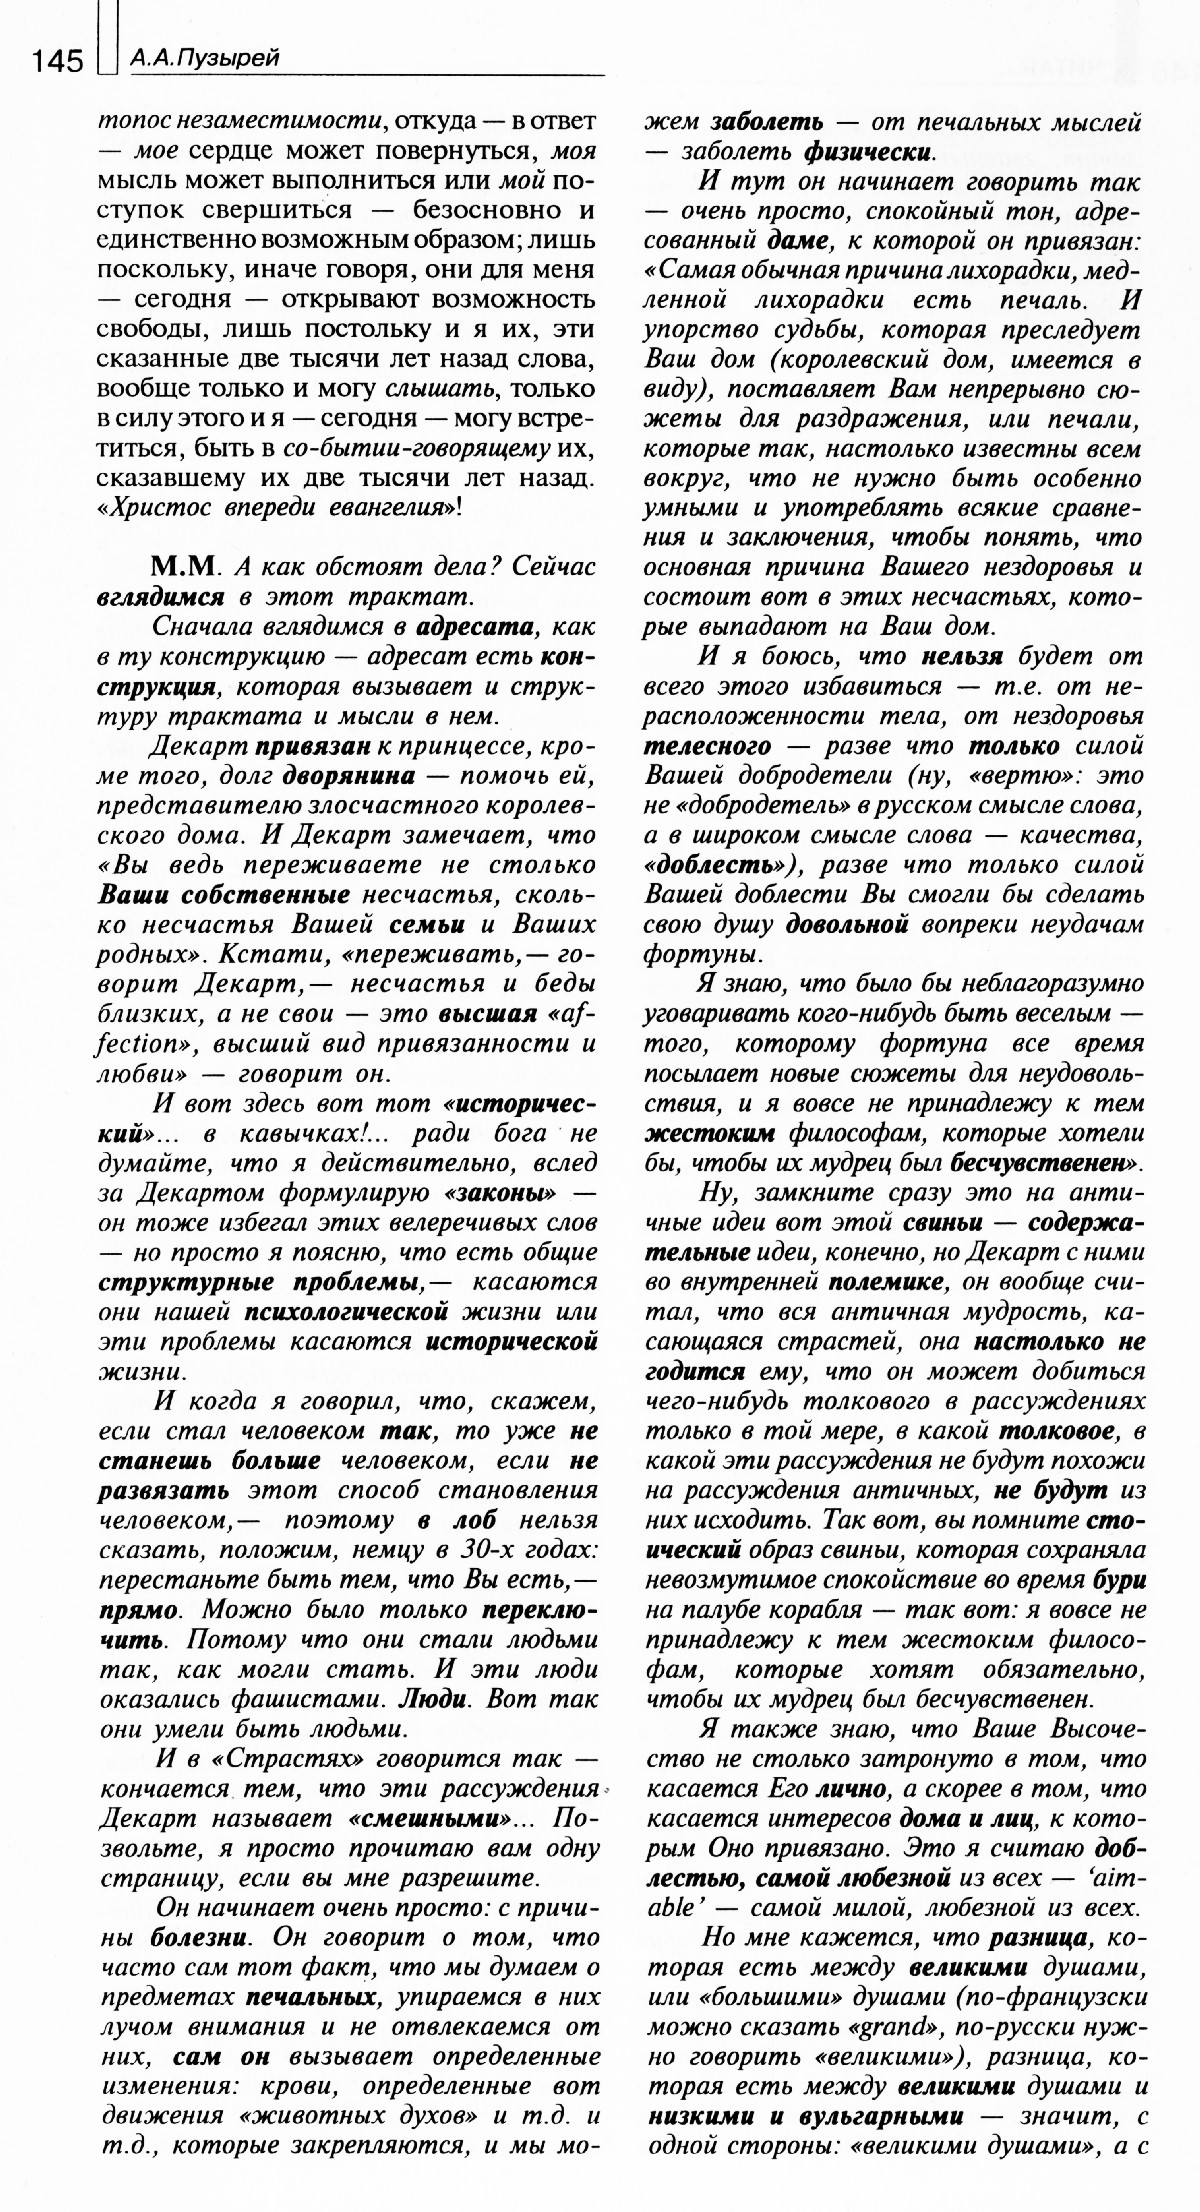 145
А.А.Пузырей
топос незаместимости, откуда — в ответ
— мое сердце может повернуться, моя
мысль может выполниться или мой по-
ступок свершиться — безосновно и
единственно возможным образом; лишь
поскольку, иначе говоря, они для меня
— сегодня — открывают возможность
свободы, лишь постольку и я их, эти
сказанные две тысячи лет назад слова,
вообще только и могу слышать, только
в силу этого и я — сегодня — могу встре-
титься, быть в со-бытии-говорящему их,
сказавшему их две тысячи лет назад.
«Христос впереди евангелия»!
М.М. А как обстоят дела? Сейчас
вглядимся в этот трактат.
Сначала вглядимся в адресата, как
в ту конструкцию — адресат есть кон-
струкция, которая вызывает и струк-
туру трактата и мысли в нем.
Декарт привязан к принцессе, кро-
ме того, долг дворянина — помочь ей,
представителю злосчастного королев-
ского дома. И Декарт замечает, что
«Вы ведь переживаете не столько
Ваши собственные несчастья, сколь-
ко несчастья Вашей семьи и Ваших
родных». Кстати, «переживать,— го-
ворит Декарт,— несчастья и беды
близких, а не свои — это высшая «af-
fection», высший вид привязанности и
любви» — говорит он.
И вот здесь вот тот «историчес-
кий»... в кавычках!... ради бога не
думайте, что я действительно, вслед
за Декартом формулирую «законы» —
он тоже избегал этих велеречивых слов
— но просто я поясню, что есть общие
структурные проблемы,— касаются
они нашей психологической жизни или
эти проблемы касаются исторической
жизни.
И когда я говорил, что, скажем,
если стал человеком так, то уже не
станешь больше человеком, если не
развязать этот способ становления
человеком,— поэтому в лоб нельзя
сказать, положим, немцу в 30-х годах:
перестаньте быть тем, что Вы есть,—
прямо. Можно было только переклю-
чить. Потому что они стали людьми
так, как могли стать. И эти люди
оказались фашистами. Люди. Вот так
они умели быть людьми.
И в «Страстях» говорится так —
кончается тем, что эти рассуждения
Декарт называет «смешными»... По-
звольте, я просто прочитаю вам одну
страницу, если вы мне разрешите.
Он начинает очень просто: с причи-
ны болезни. Он говорит о том, что
часто сам тот факт, что мы думаем о
предметах печальных, упираемся в них
лучом внимания и не отвлекаемся от
них, сам он вызывает определенные
изменения: крови, определенные вот
движения «животных духов» и т.д. и
т.д., которые закрепляются, и мы мо-
жем заболеть — от печальных мыслей
— заболеть физически.
И тут он начинает говорить так
— очень просто, спокойный тон, адре-
сованный даме, к которой он привязан:
«Самая обычная причина лихорадки, мед-
ленной лихорадки есть печаль. И
упорство судьбы, которая преследует
Ваш дом (королевский дом, имеется в
виду), поставляет Вам непрерывно сю-
жеты для раздражения, или печали,
которые так, настолько известны всем
вокруг, что не нужно быть особенно
умными и употреблять всякие сравне-
ния и заключения, чтобы понять, что
основная причина Вашего нездоровья и
состоит вот в этих несчастьях, кото-
рые выпадают на Ваш дом.
И я боюсь, что нельзя будет от
всего этого избавиться — т.е. от не-
расположенности тела, от нездоровья
телесного — разве что только силой
Вашей добродетели (ну, «вертю»: это
не «добродетель» в русском смысле слова,
а в широком смысле слова — качества,
«доблесть»), разве что только силой
Вашей доблести Вы смогли бы сделать
свою душу довольной вопреки неудачам
фортуны.
Я знаю, что было бы неблагоразумно
уговаривать кого-нибудь быть веселым —
того, которому фортуна все время
посылает новые сюжеты для неудоволь-
ствия, и я вовсе не принадлежу к тем
жестоким философам, которые хотели
бы, чтобы их мудрец был бесчувственен».
Ну, замкните сразу это на анти-
чные идеи вот этой свиньи — содержа-
тельные идеи, конечно, но Декарт с ними
во внутренней полемике, он вообще счи-
тал, что вся античная мудрость, ка-
сающаяся страстей, она настолько не
годится ему, что он может добиться
чего-нибудь толкового в рассуждениях
только в той мере, в какой толковое, в
какой эти рассуждения не будут похожи
на рассуждения античных, не будут из
них исходить. Так вот, вы помните сто-
ический образ свиньи, которая сохраняла
невозмутимое спокойствие во время бури
на палубе корабля — так вот: я вовсе не
принадлежу к тем жестоким филосо-
фам, которые хотят обязательно,
чтобы их мудрец был бесчувственен.
Я также знаю, что Ваше Высоче-
ство не столько затронуто в том, что
касается Его лично, а скорее в том, что
касается интересов дома и лиц, к кото-
рым Оно привязано. Это я считаю доб-
лестью, самой любезной из всех — ‘aim-
able’ — самой милой, любезной из всех.
Но мне кажется, что разница, ко-
торая есть между великими душами,
или «большими» душами (по-французски
можно сказать «grand», по-русски нуж-
но говорить «великими»), разница, ко-
торая есть между великими душами и
низкими и вульгарными — значит, с
одной стороны: «великими душами», а с